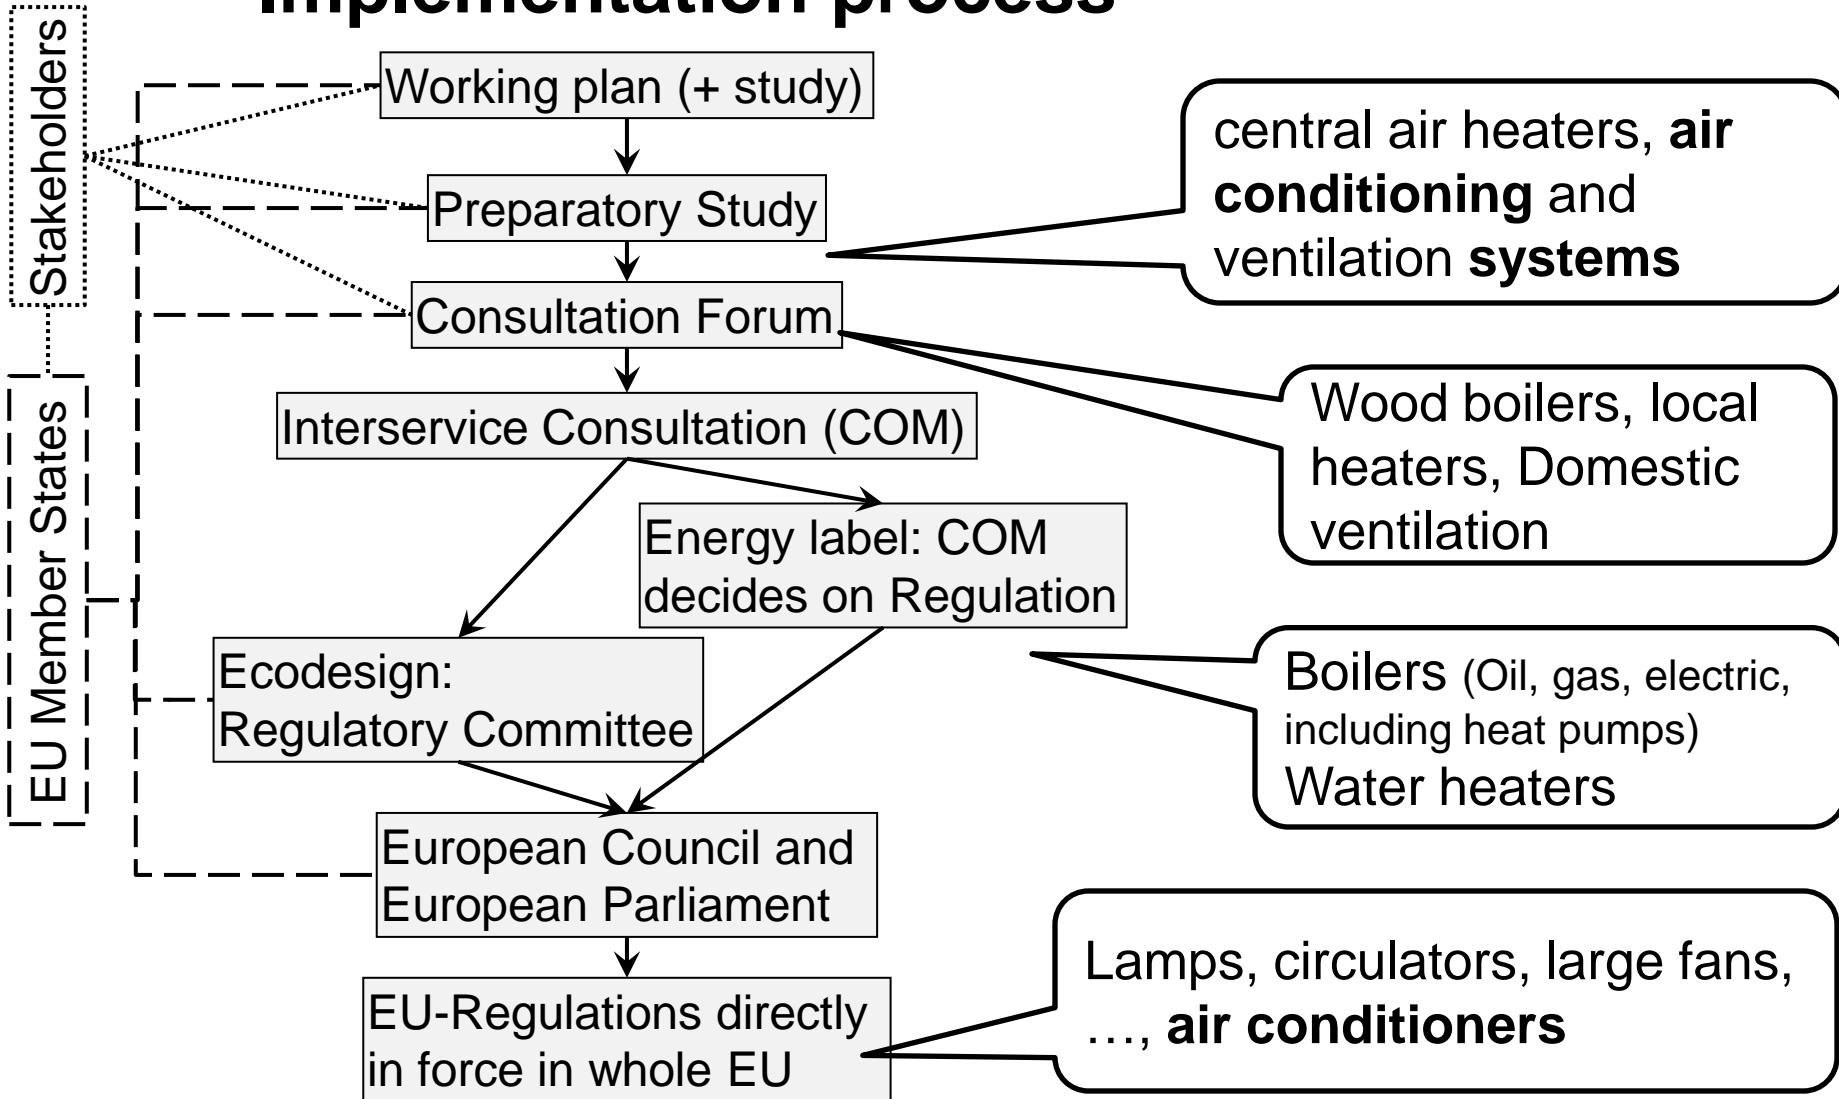 Implementation process
Stakeholders
EU Member States
Working plan (+ study)
Preparatory Study
Consultation Forum
Interservice Consultation (COM)
Energy label: COM
decides on Regulation
Ecodesign:
Regulatory Committee
European Council and
European Parliament
EU-Regulations directly
in force in whole EU
central air heaters, air
conditioning and
ventilation systems
Wood boilers, local
heaters, Domestic
ventilation
Boilers (Oil, gas, electric,
including heat pumps)
Water heaters
Lamps, circulators, large fans,
…, air conditioners